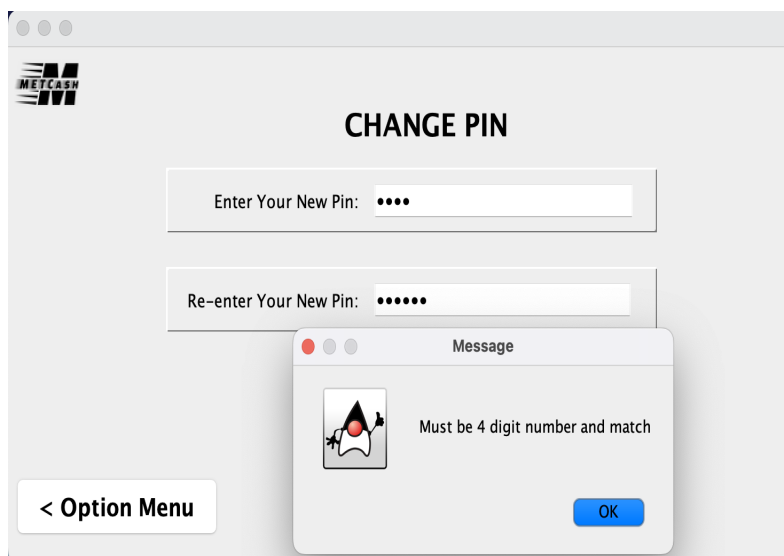 METCASH
CHANGE PIN
Enter Your New Pin: ••••
Re-enter Your New Pin: ••••••
Message
Must be 4 digit number and match
OK
< Option Menu